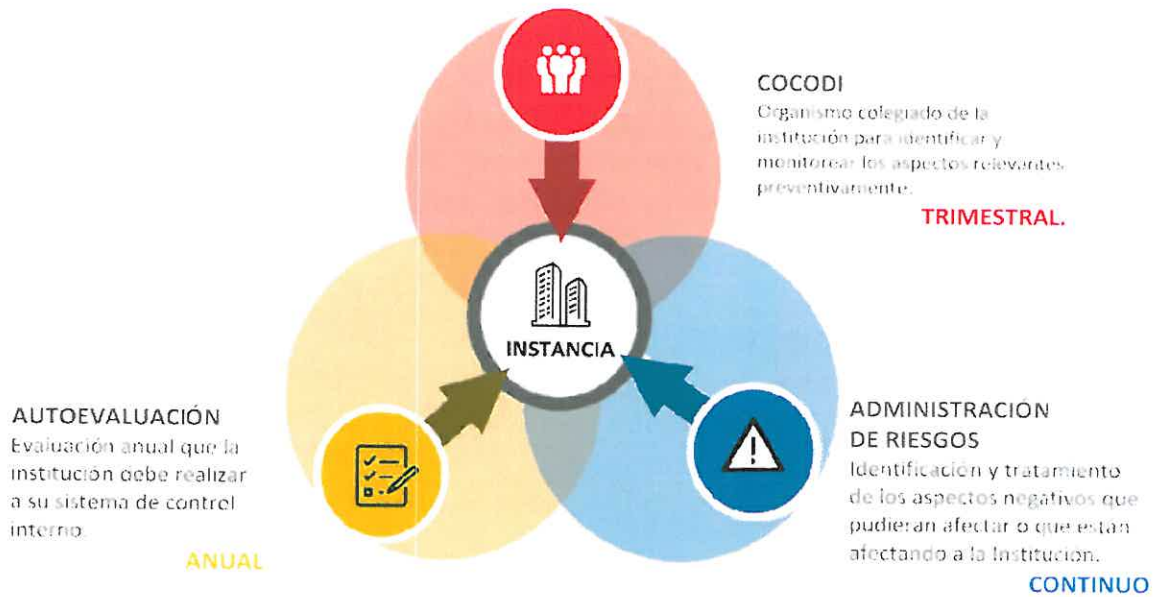 COCODI
Organismo colegiado de la
institución para identificar y
monitorear los aspectos relevantes
preventivamente.
TRIMESTRAL.
INSTANCIA
AUTOEVALUACIÓN
Evaluación anual que la
institución debe realizar
a su sistema de control
interno
ANUAL
ADMINISTRACIÓN
DE RIESGOS
Identificación y tratamiento
de los aspectos negativos que
pudieran afectar o que están
afectando a la Institución.
CONTINUO